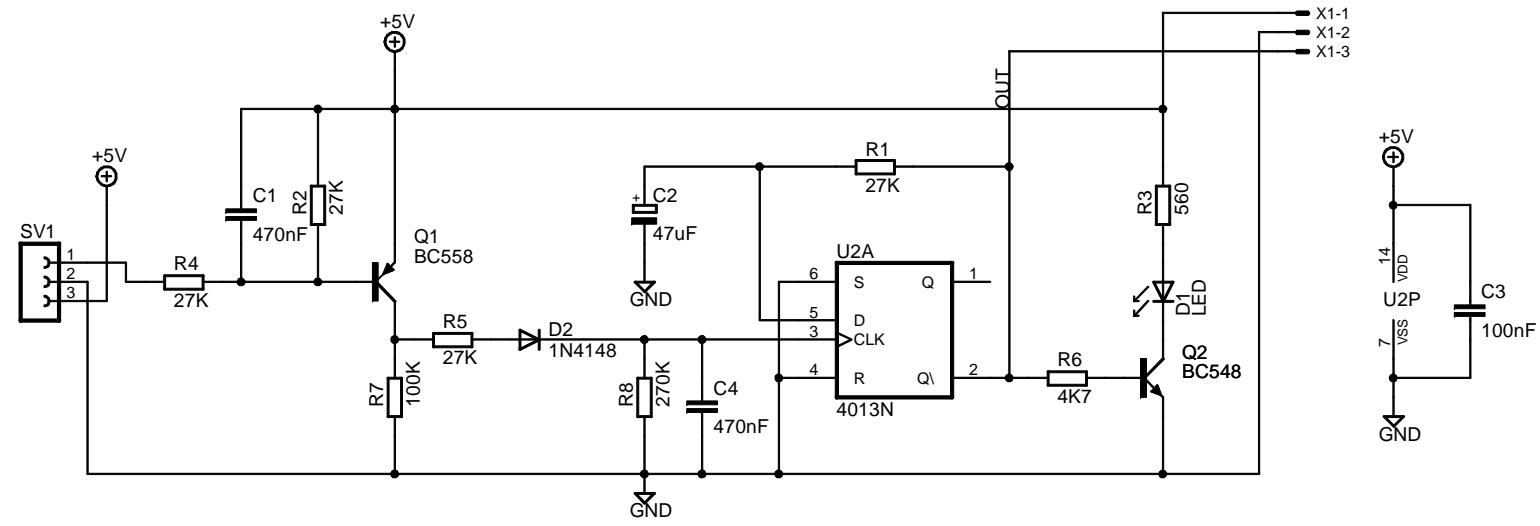 X1-1
X1-2
X1-3
+5V
OUT
+5V
SV1
1
2
3
R4
27K
C1
470nF
R2
27K
Q1
BC558
R5
27K
D2
1N4148
R7
100K
R8
270K
C4
470nF
+
C2
47uF
GND
R1
27K
U2A
6
S
Q
1
5
D
3
CLK
4
R
Q\
2
4013N
R6
4K7
R3
560
D1
LED
Q2
BC548
GND
+5V
14
VDD
U2P
7
VSS
C3
100nF
GND